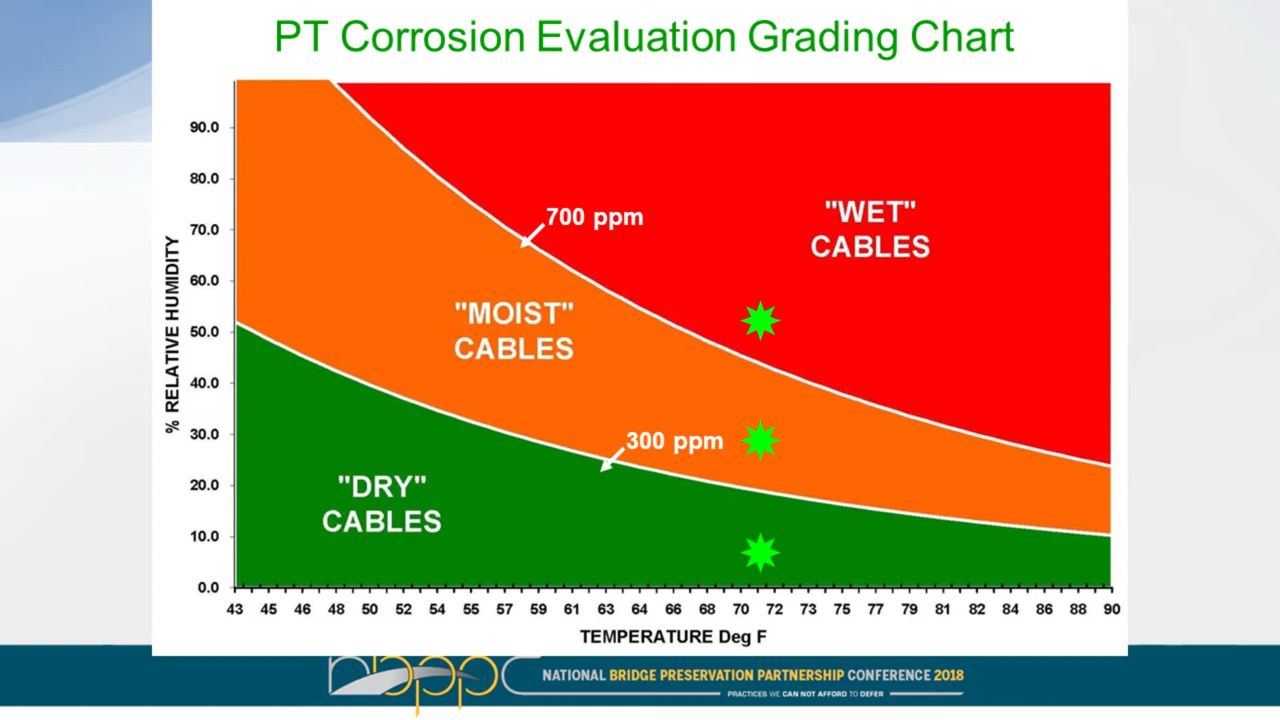 PT Corrosion Evaluation Grading Chart
90.0
80.0
70.0
60.0
50.0
40.0
30.0
20.0
10.0
0.0
% RELATIVE HUMIDITY
700 ppm
"WET"
CABLES
"MOIST"
CABLES
300 ppm
"DRY"
CABLES
43 45 46 48 50 52 54 55 57 59 61 63 64 66 68 70 72 73 75 77 79 81 82 84 86 88 90
TEMPERATURE Deg F
nbppc
NATIONAL BRIDGE PRESERVATION PARTNERSHIP CONFERENCE 2018
PRACTICES WE CAN NOT AFFORD TO DEFER